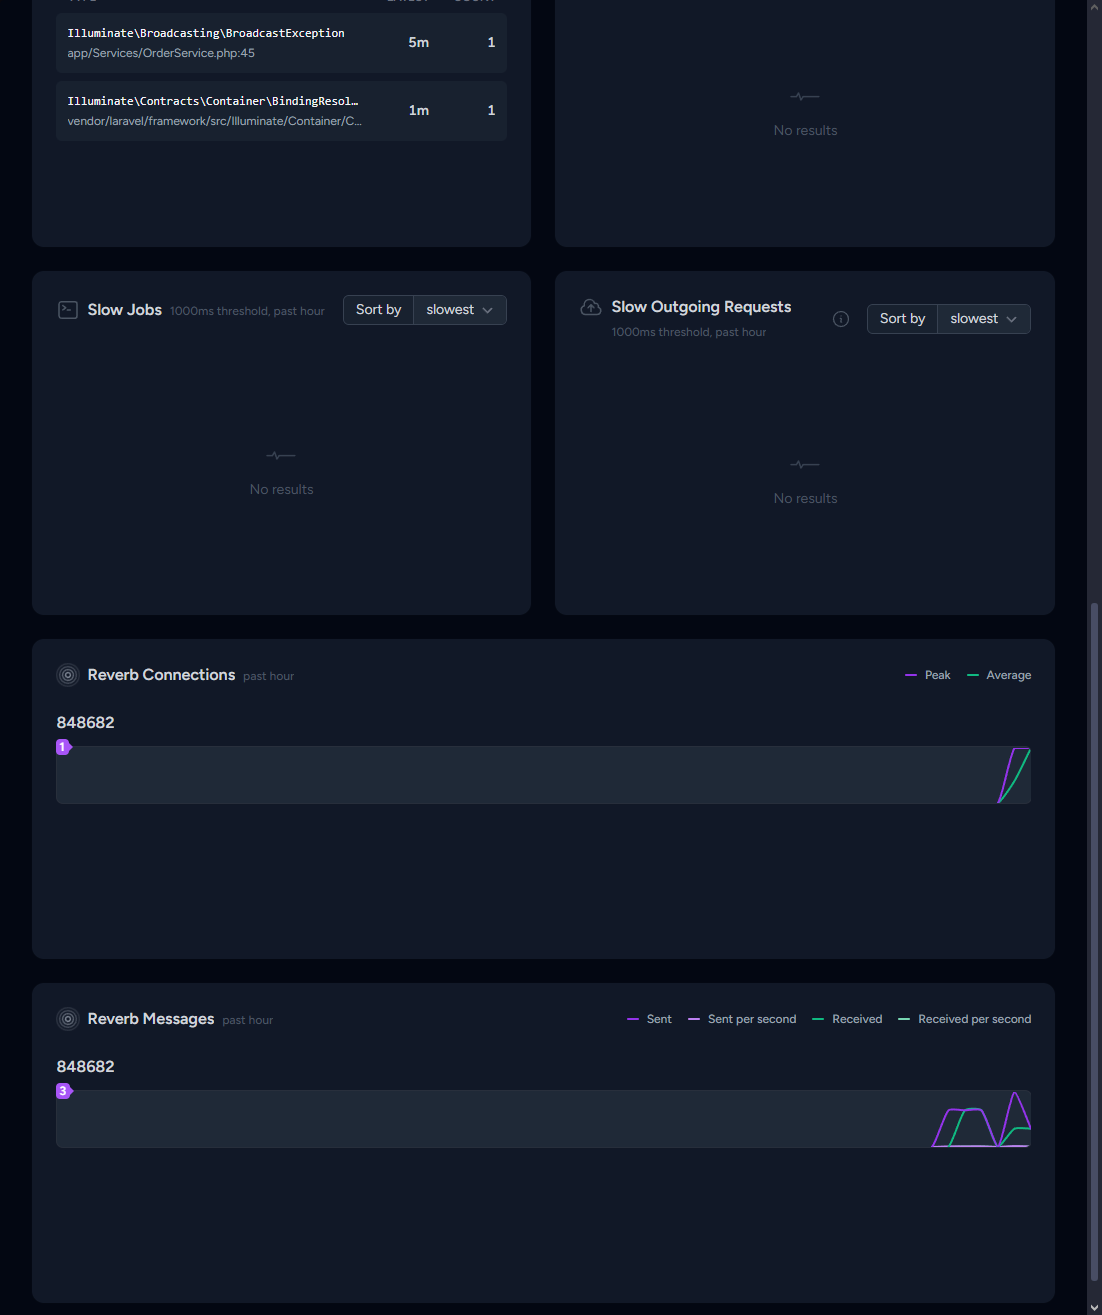 Illuminate\Broadcasting\BroadcastException
5m
1
app/Services/OrderService.php:45
Illuminate\Contracts\Container\BindingResol…
1m
1
vendor/laravel/framework/src/Illuminate/Container/C...
No results
Slow Jobs 1000ms threshold, past hour
Sort by slowest
Slow Outgoing Requests
1000ms threshold, past hour
Sort by slowest
No results
No results
Reverb Connections past hour
Peak Average
848682
1
Reverb Messages past hour
Sent Sent per second Received Received per second
848682
3